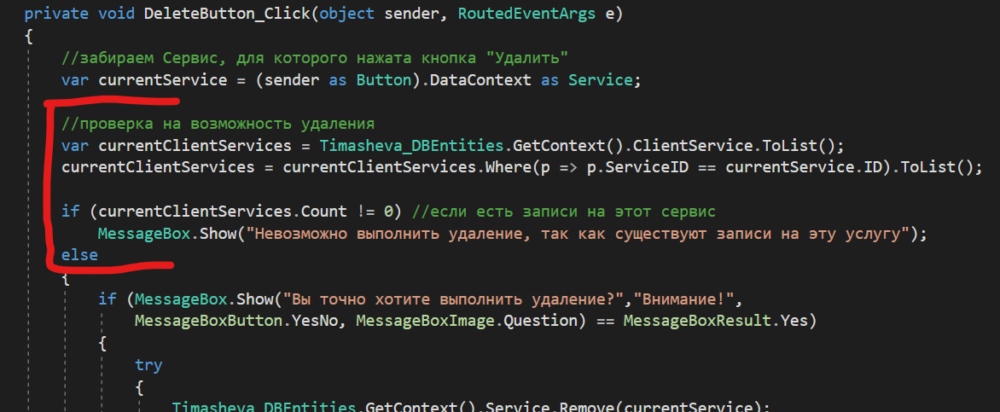 private void DeleteButton_Click(object sender, RoutedEventArgs e)
{
//забираем Сервис, для которого нажата кнопка "Удалить"
var currentService = (sender as Button).DataContext as Service;
//проверка на возможность удаления
var currentClientServices = Timasheva_DBEntities.GetContext().ClientService.ToList();
currentClientServices = currentClientServices.Where(p => p.ServiceID == currentService.ID).ToList();
if (currentClientServices.Count != 0) //если есть записи на этот сервис
MessageBox.Show("Невозможно выполнить удаление, так как существуют записи на эту услугу");
else
{
if (MessageBox.Show("Вы точно хотите выполнить удаление?","Внимание!",
MessageBoxButton.YesNo, MessageBoxImage.Question) == MessageBoxResult.Yes)
{
try
{
Timasheva_DBEntities.GetContext().Service.Remove(currentService);